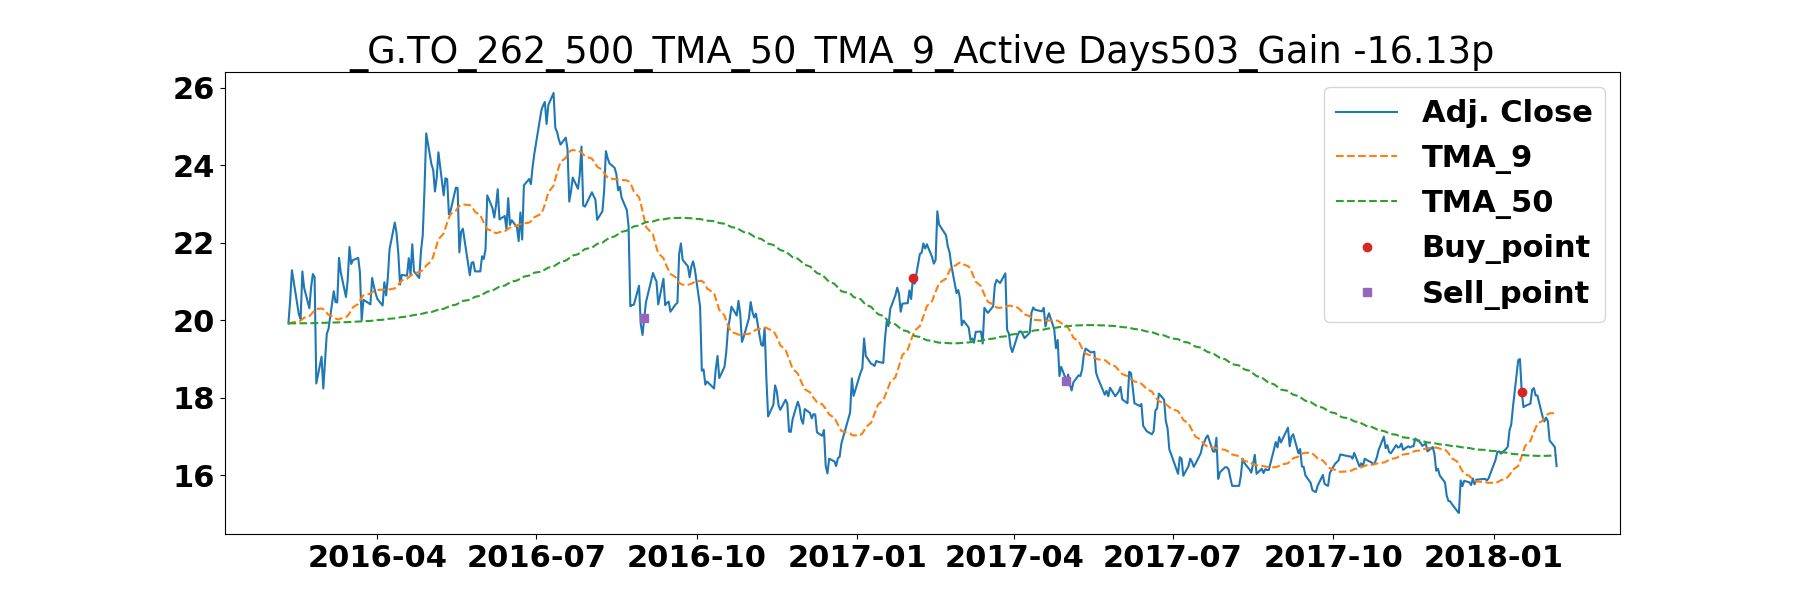 _G.TO_262_500_TMA_50_TMA_9_Active Days503_Gain -16.13p
26
24
22
20
18
16
Adj. Close
TMA_9
TMA_50
Buy_point
Sell_point
2016-04 2016-07 2016-10 2017-01 2017-04 2017-07 2017-10 2018-01